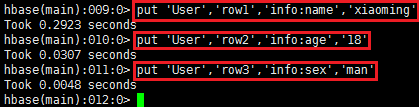 hbase(main):009:0> put 'User','row1','info:name','xiaoming'
Took 0.2923 seconds
hbase(main):010:0> put 'User','row2','info:age','18'
Took 0.0307 seconds
hbase(main):011:0> put 'User','row3','info:sex','man'
Took 0.0048 seconds
hbase(main):012:0>